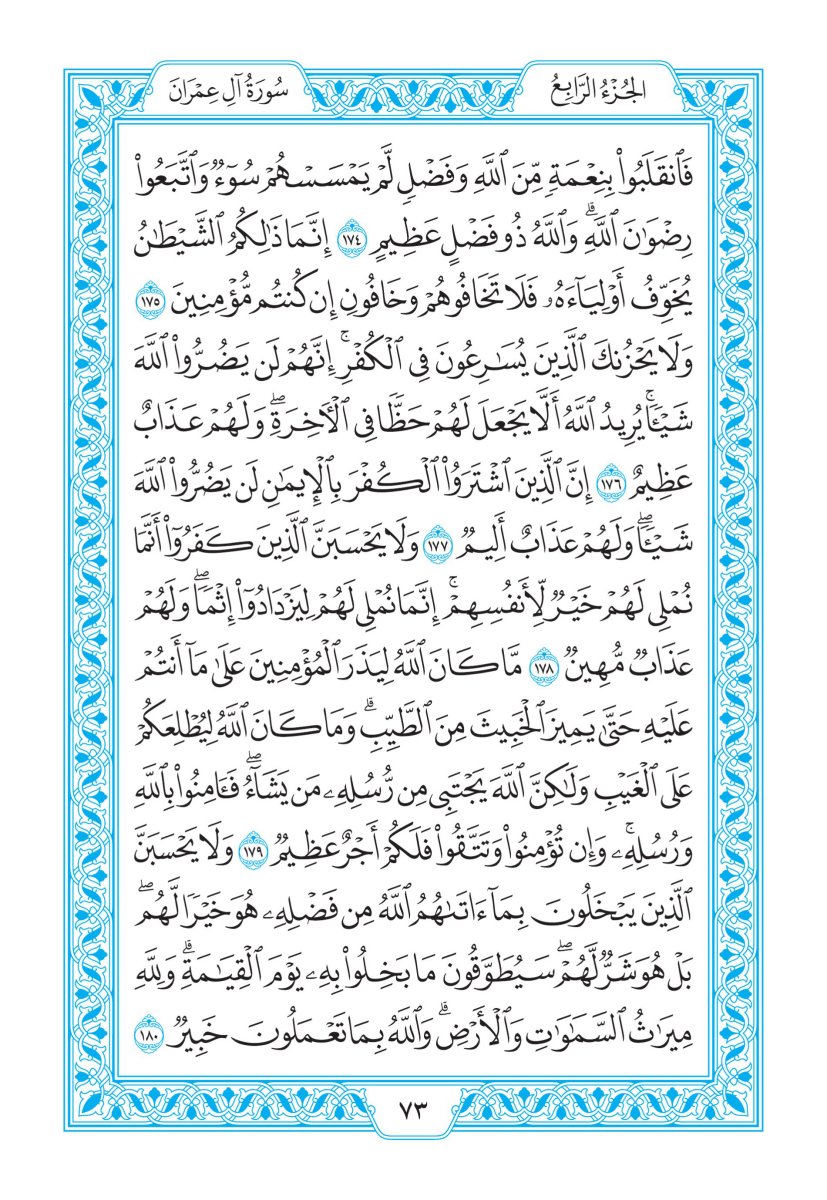 الجُزْءُ الرَّابِعُ
سُورَةُ آلِ عِمْرَانَ
فَٱنقَلَبُواْ بِنِعْمَةٖ مِّنَ ٱللَّهِ وَفَضْلٖ لَّمْ يَمْسَسْهُمْ سُوٓءٞ وَٱتَّبَعُواْ
رِضْوَٰنَ ٱللَّهِۗ وَٱللَّهُ ذُو فَضْلٍ عَظِيمٍ ١٧٤ إِنَّمَا ذَٰلِكُمُ ٱلشَّيْطَٰنُ
يُخَوِّفُ أَوْلِيَآءَهُۥ فَلَا تَخَافُوهُمْ وَخَافُونِ إِن كُنتُم مُّؤْمِنِينَ ١٧٥
وَلَا يَحْزُنكَ ٱلَّذِينَ يُسَٰرِعُونَ فِي ٱلْكُفْرِۚ إِنَّهُمْ لَن يَضُرُّواْ ٱللَّهَ
شَيْـٔٗاۚ يُرِيدُ ٱللَّهُ أَلَّا يَجْعَلَ لَهُمْ حَظّٗا فِي ٱلْأٓخِرَةِۖ وَلَهُمْ عَذَابٌ
عَظِيمٌ ١٧٦ إِنَّ ٱلَّذِينَ ٱشْتَرَوُاْ ٱلْكُفْرَ بِٱلْإِيمَٰنِ لَن يَضُرُّواْ ٱللَّهَ
شَيْـٔٗاۖ وَلَهُمْ عَذَابٌ أَلِيمٞ ١٧٧ وَلَا يَحْسَبَنَّ ٱلَّذِينَ كَفَرُوٓاْ أَنَّمَا
نُمْلِي لَهُمْ خَيْرٞ لِّأَنفُسِهِمْۚ إِنَّمَا نُمْلِي لَهُمْ لِيَزْدَادُوٓاْ إِثْمٗاۖ وَلَهُمْ
عَذَابٞ مُّهِينٞ ١٧٨ مَّا كَانَ ٱللَّهُ لِيَذَرَ ٱلْمُؤْمِنِينَ عَلَىٰ مَآ أَنتُمْ
عَلَيْهِ حَتَّىٰ يَمِيزَ ٱلْخَبِيثَ مِنَ ٱلطَّيِّبِۗ وَمَا كَانَ ٱللَّهُ لِيُطْلِعَكُمْ
عَلَى ٱلْغَيْبِ وَلَٰكِنَّ ٱللَّهَ يَجْتَبِي مِن رُّسُلِهِۦ مَن يَشَآءُۖ فَـَٔامِنُواْ بِٱللَّهِ
وَرُسُلِهِۦۚ وَإِن تُؤْمِنُواْ وَتَتَّقُواْ فَلَكُمْ أَجْرٌ عَظِيمٞ ١٧٩ وَلَا يَحْسَبَنَّ
ٱلَّذِينَ يَبْخَلُونَ بِمَآ ءَاتَىٰهُمُ ٱللَّهُ مِن فَضْلِهِۦ هُوَ خَيْرٗا لَّهُمۖ
بَلْ هُوَ شَرّٞ لَّهُمْۖ سَيُطَوَّقُونَ مَا بَخِلُواْ بِهِۦ يَوْمَ ٱلْقِيَٰمَةِۗ وَلِلَّهِ
مِيرَٰثُ ٱلسَّمَٰوَٰتِ وَٱلْأَرْضِۗ وَٱللَّهُ بِمَا تَعْمَلُونَ خَبِيرٞ ١٨٠
٧٣